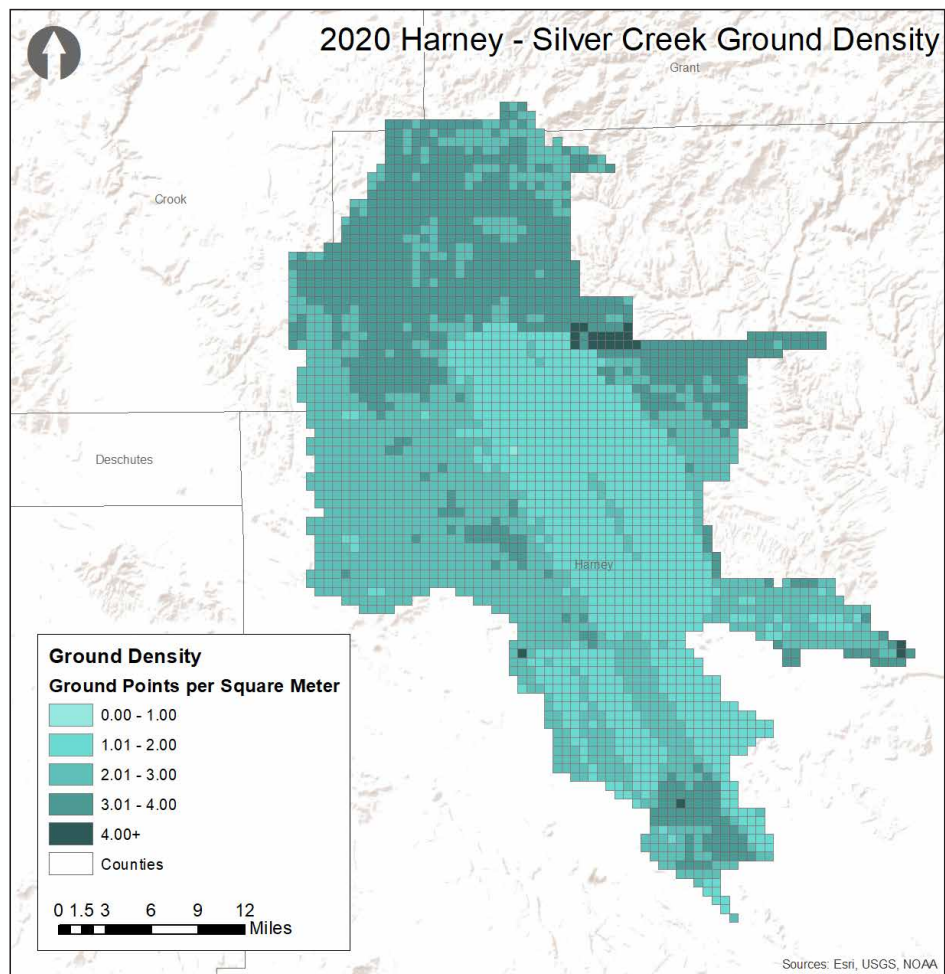 2020 Harney - Silver Creek Ground Density
Grant
Crook
Deschutes
Harney
Ground Density
Ground Points per Square Meter
0.00 - 1.00
1.01 - 2.00
2.01 - 3.00
3.01 - 4.00
4.00+
Counties
0 1.5 3 6 9 12
Miles
Sources: Esri, USGS, NOAA